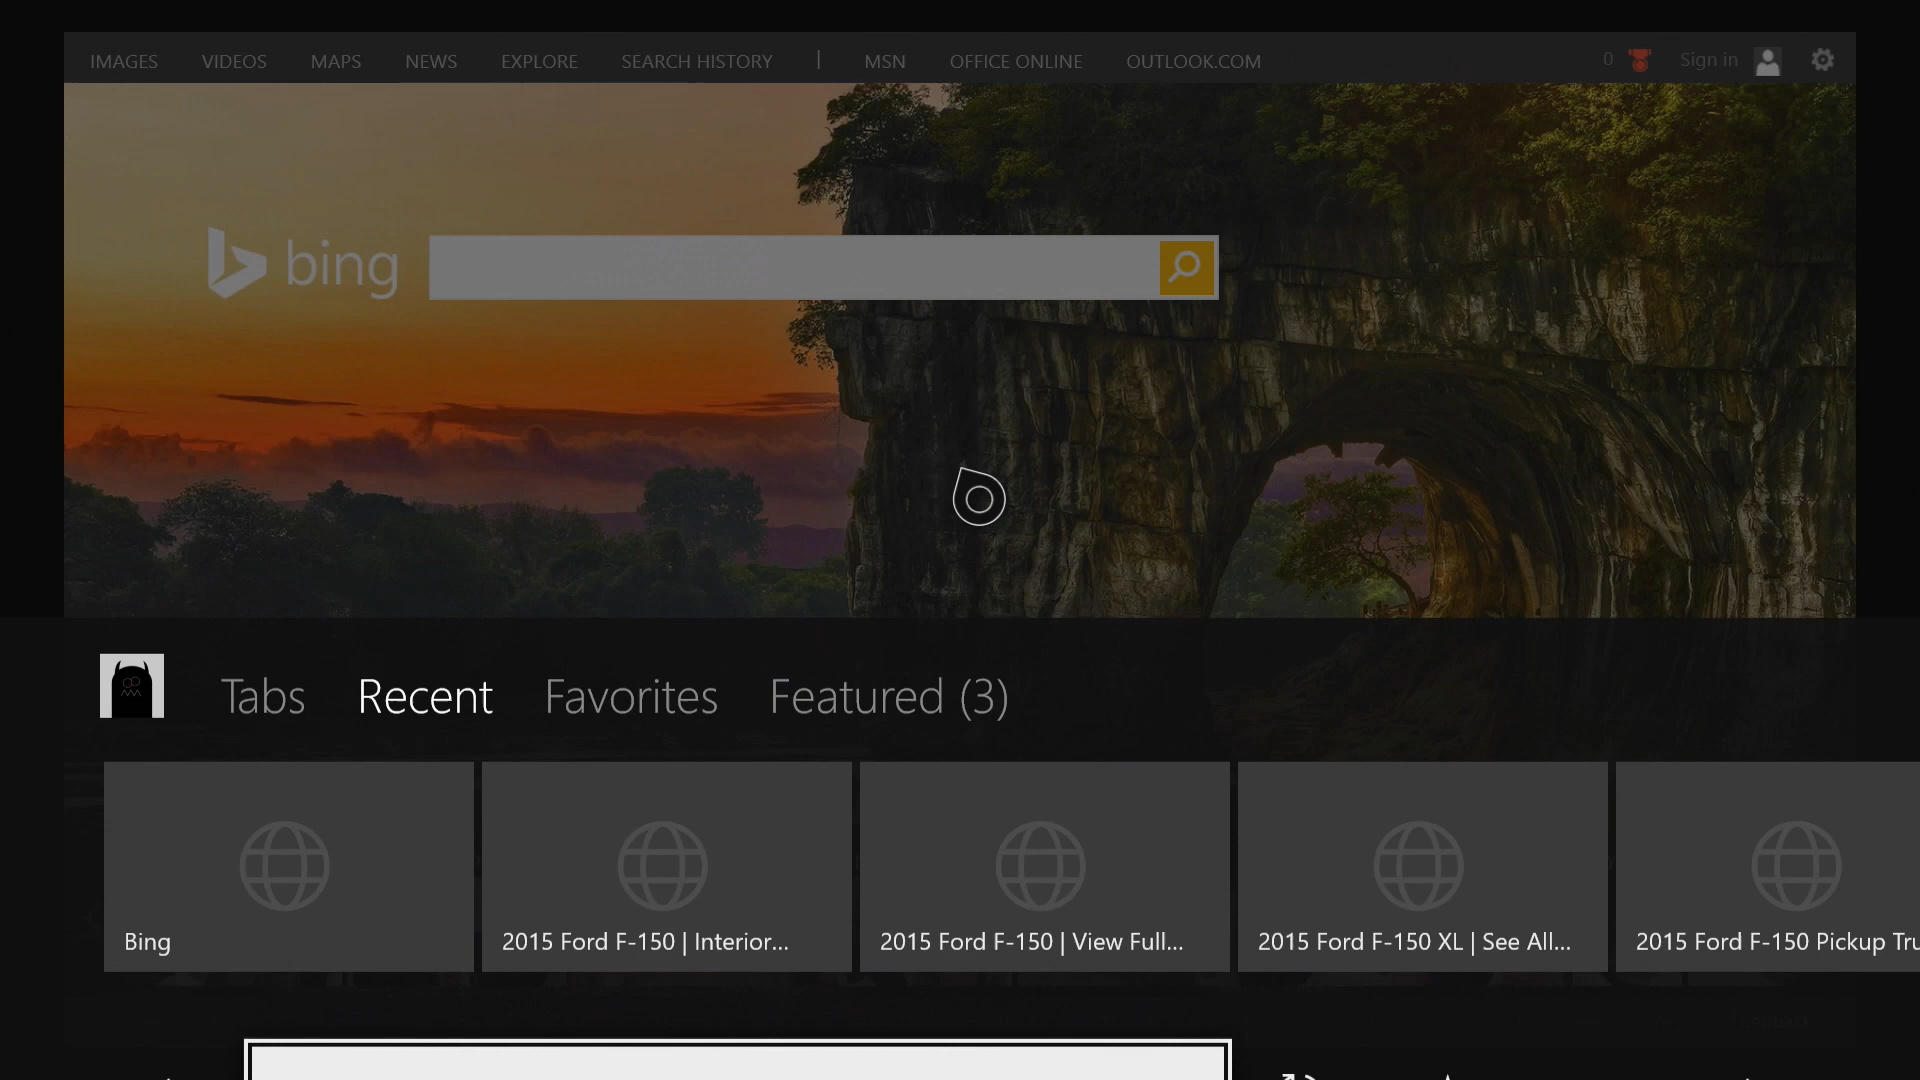 IMAGES VIDEOS MAPS NEWS EXPLORE SEARCH HISTORY | MSN OFFICE ONLINE OUTLOOK.COM 0 Sign in
bing
Tabs Recent Favorites Featured (3)
Bing 2015 Ford F-150 | Interior... 2015 Ford F-150 | View Full... 2015 Ford F-150 XL | See All... 2015 Ford F-150 Pickup Tru